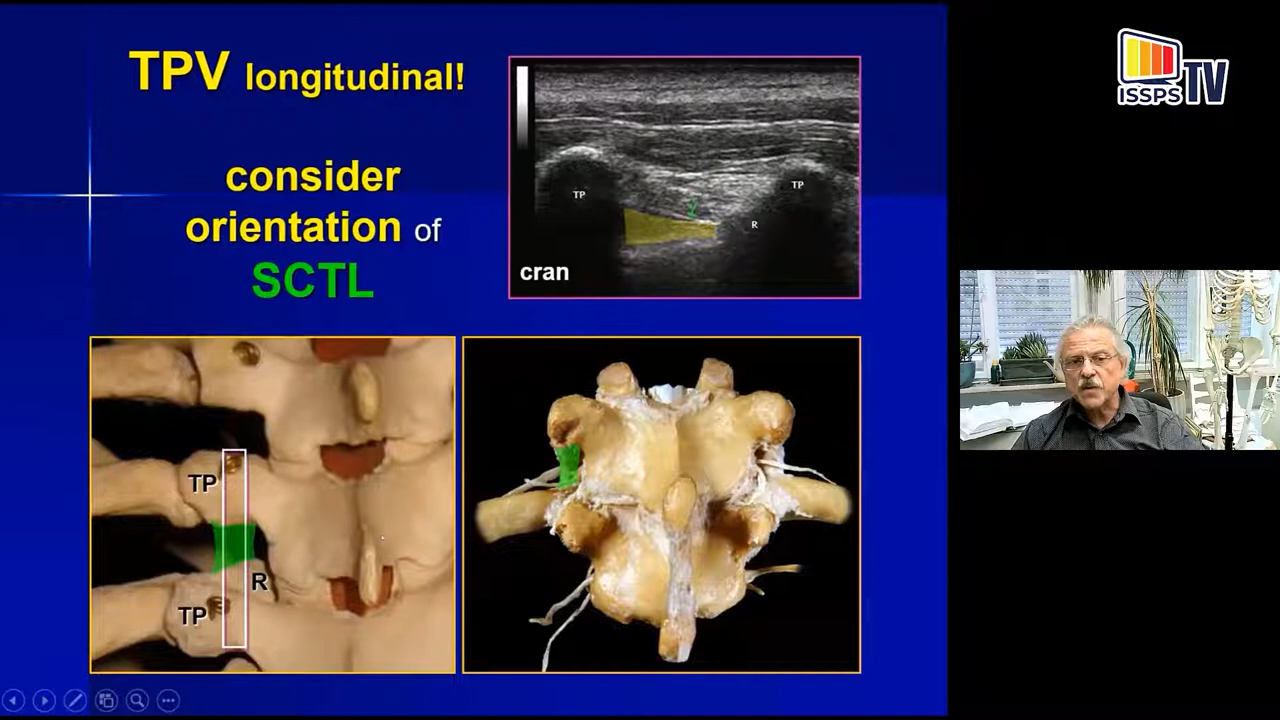 TPV longitudinal!
consider
orientation of
SCTL
TP
TP
R
cran
TP
R
TP
ISSPS TV